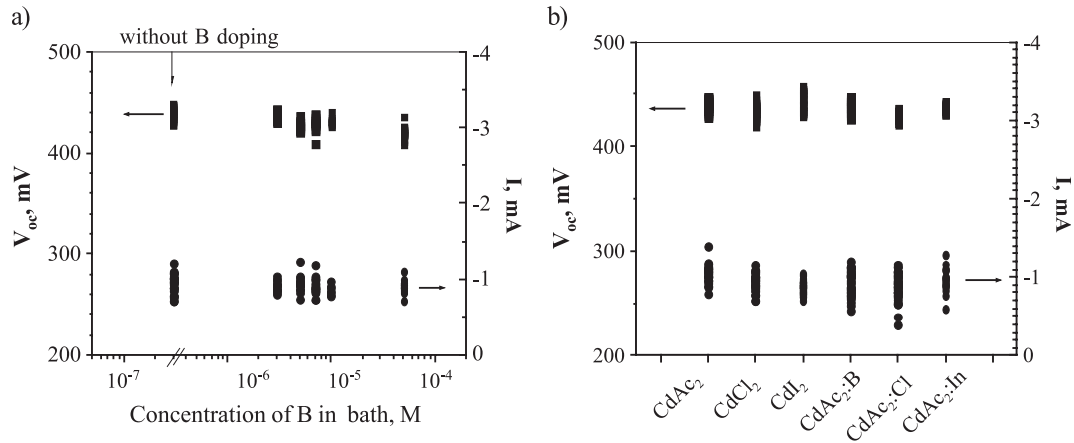 a)
without B doping
500
400
300
200
V_oc, mV
-4
-3
-2
-1
0
I, mA
10^-7
10^-6
10^-5
10^-4
Concentration of B in bath, M
b)
500
400
300
200
V_oc, mV
-4
-3
-2
-1
0
I, mA
CdAc₂
CdCl₂
CdI₂
CdAc₂:B
CdAc₂:Cl
CdAc₂:In